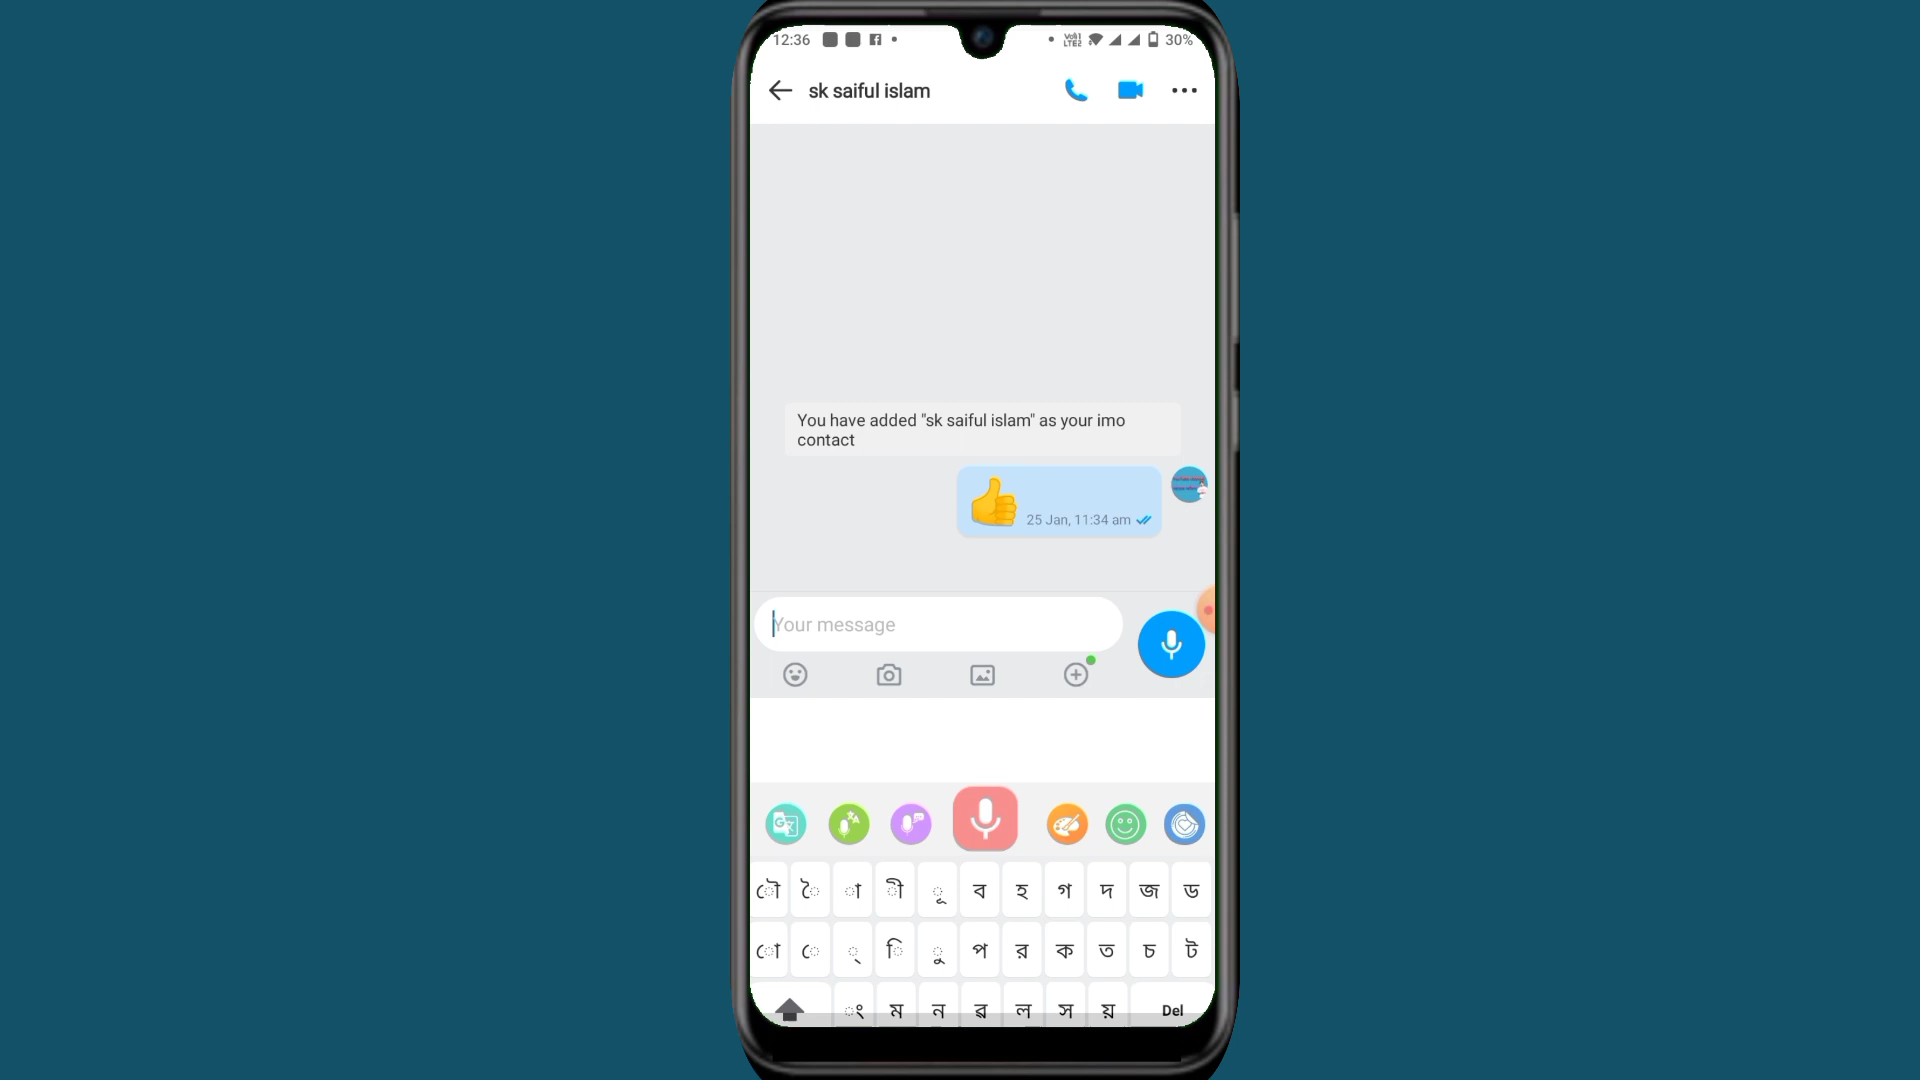 12:36
30%
sk saiful islam
You have added "sk saiful islam" as your imo
contact
25 Jan, 11:34 am
Your message
ৌ ৈ া ী ূ ব হ গ দ জ ড
ো ে ্ ি ু প র ক ত চ ট
ং ম ন ৱ ল স য় Del